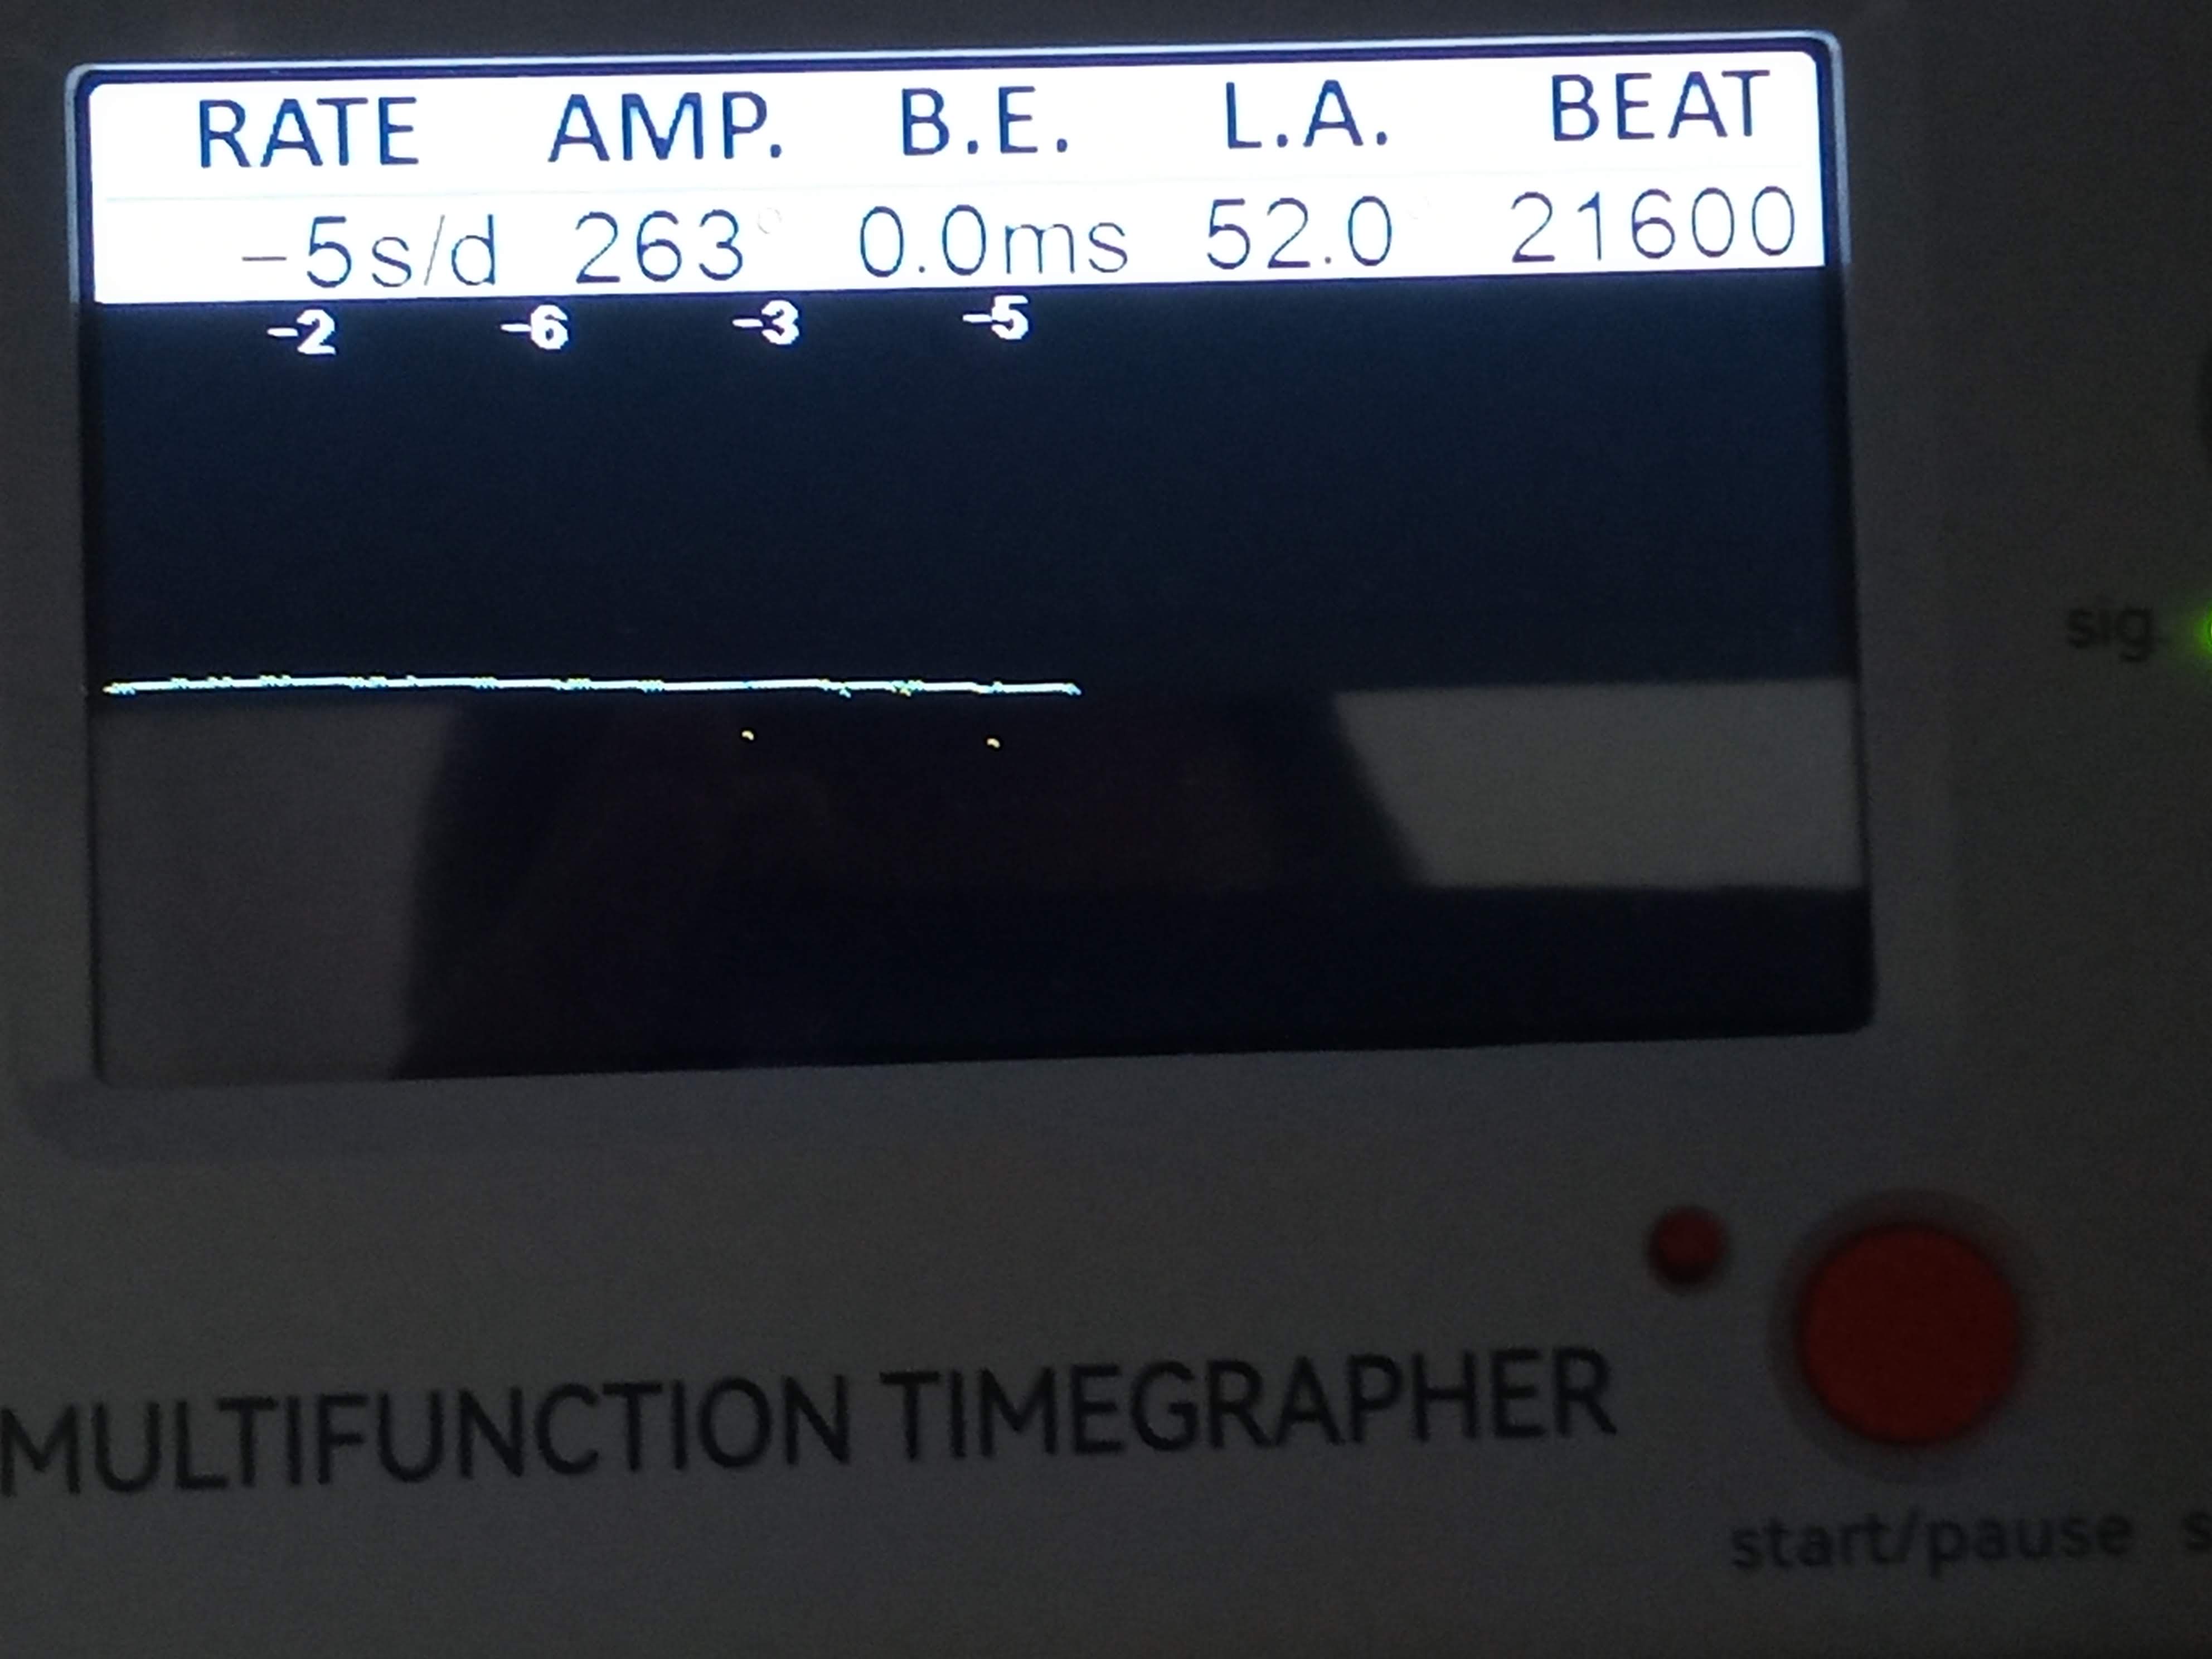 RATE AMP. B.E. L.A. BEAT
-5s/d 263° 0.0ms 52.0° 21600
-2 -6 -3 -5
sig
MULTIFUNCTION TIMEGRAPHER
start/pause